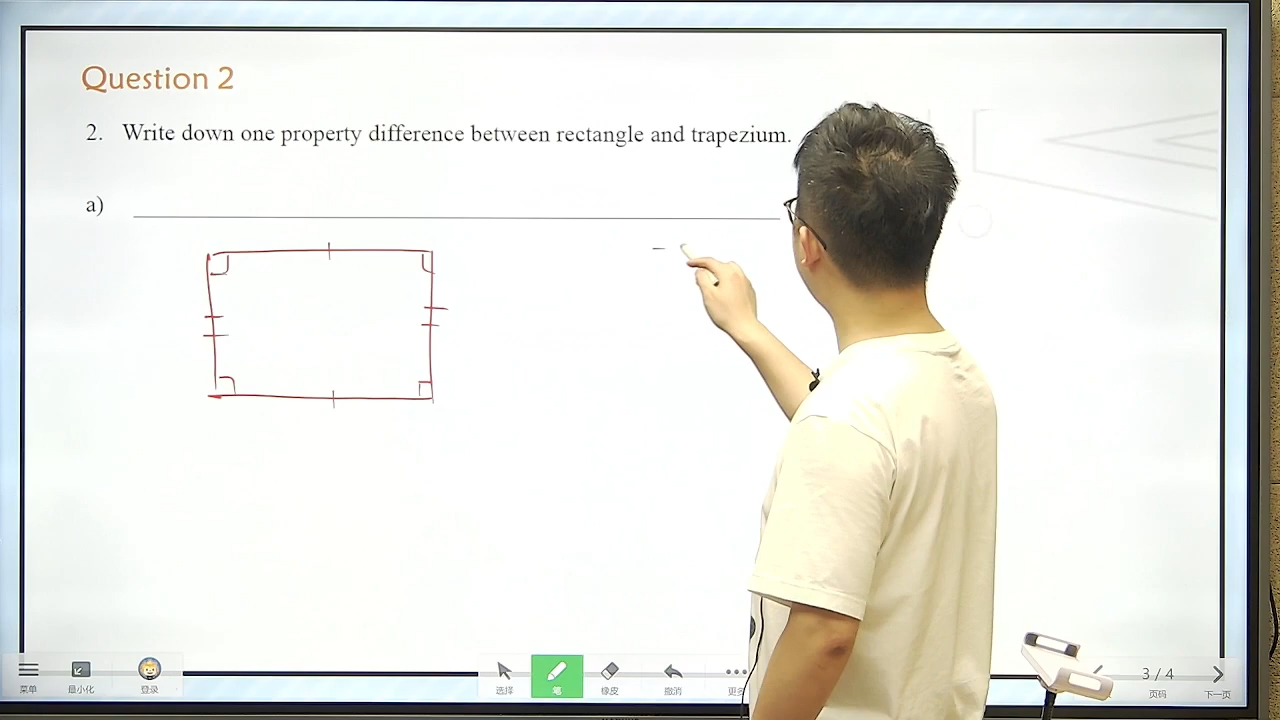 Question 2
2. Write down one property difference between rectangle and trapezium.
a)
菜单 最小化 登录 选择 笔 橡皮 撤消 更多 3 / 4 页码 下一页